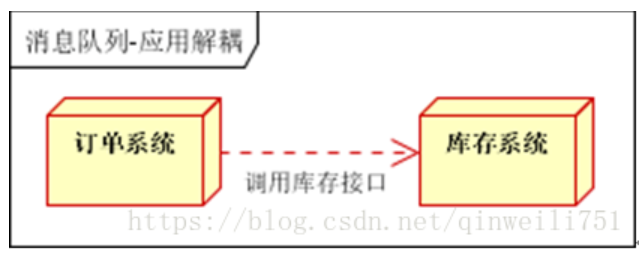 消息队列-应用解耦
订单系统
库存系统
调用库存接口
https://blog.csdn.net/qinweili751